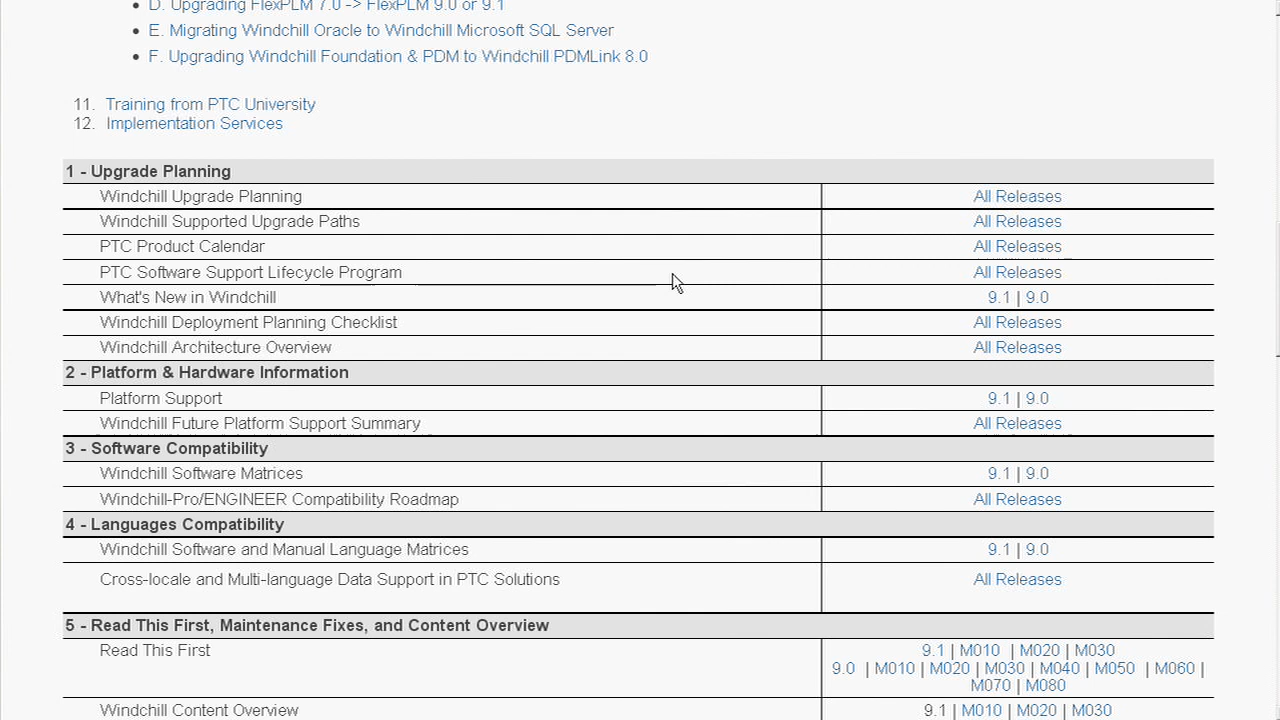 D. Upgrading FlexPLM 7.0 -> FlexPLM 9.0 or 9.1
E. Migrating Windchill Oracle to Windchill Microsoft SQL Server
F. Upgrading Windchill Foundation & PDM to Windchill PDMLink 8.0
11. Training from PTC University
12. Implementation Services
1 - Upgrade Planning
Windchill Upgrade Planning All Releases
Windchill Supported Upgrade Paths All Releases
PTC Product Calendar All Releases
PTC Software Support Lifecycle Program All Releases
What's New in Windchill 9.1 | 9.0
Windchill Deployment Planning Checklist All Releases
Windchill Architecture Overview All Releases
2 - Platform & Hardware Information
Platform Support 9.1 | 9.0
Windchill Future Platform Support Summary All Releases
3 - Software Compatibility
Windchill Software Matrices 9.1 | 9.0
Windchill-Pro/ENGINEER Compatibility Roadmap All Releases
4 - Languages Compatibility
Windchill Software and Manual Language Matrices 9.1 | 9.0
Cross-locale and Multi-language Data Support in PTC Solutions All Releases
5 - Read This First, Maintenance Fixes, and Content Overview
Read This First 9.1 | M010 | M020 | M030
9.0 | M010 | M020 | M030 | M040 | M050 | M060 |
M070 | M080
Windchill Content Overview 9.1 | M010 | M020 | M030